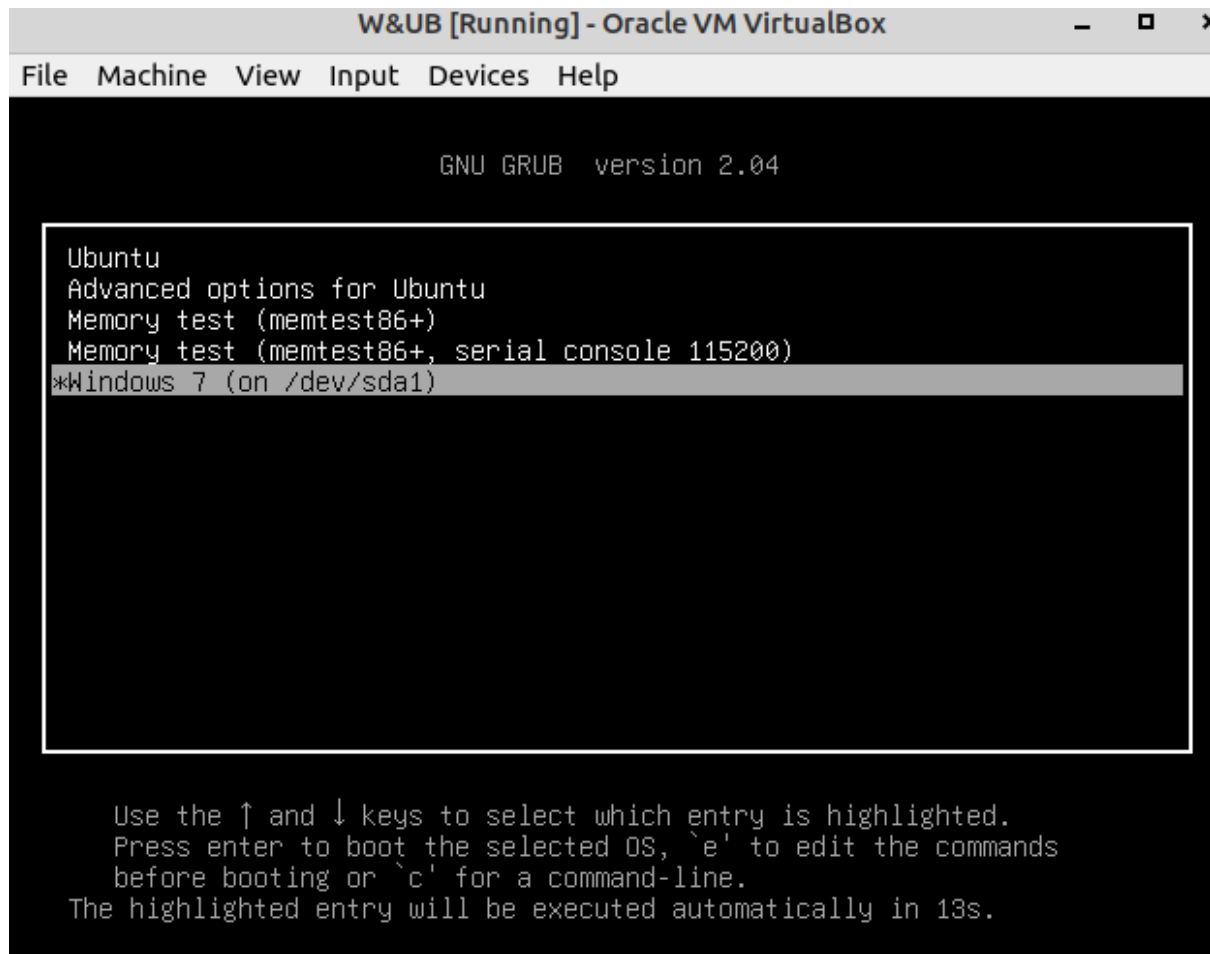 W&UB [Running] - Oracle VM VirtualBox
File Machine View Input Devices Help
GNU GRUB version 2.04
Ubuntu
Advanced options for Ubuntu
Memory test (memtest86+)
Memory test (memtest86+, serial console 115200)
*Windows 7 (on /dev/sda1)
Use the ↑ and ↓ keys to select which entry is highlighted.
Press enter to boot the selected OS, `e' to edit the commands
before booting or `c' for a command-line.
The highlighted entry will be executed automatically in 13s.